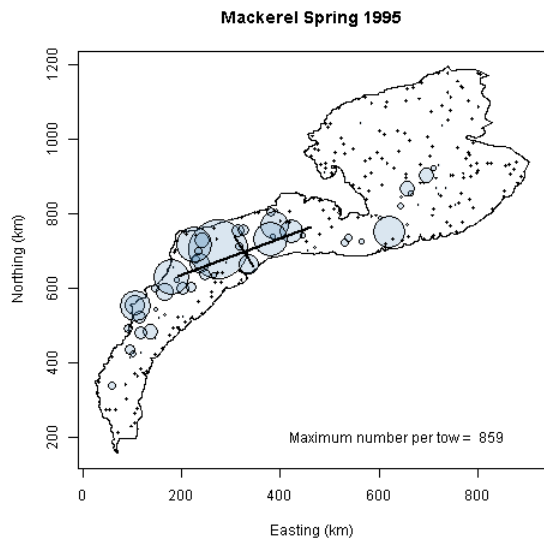 Mackerel Spring 1995
1200
1000
800
600
400
200
Northing (km)
Maximum number per tow = 859
0 200 400 600 800
Easting (km)